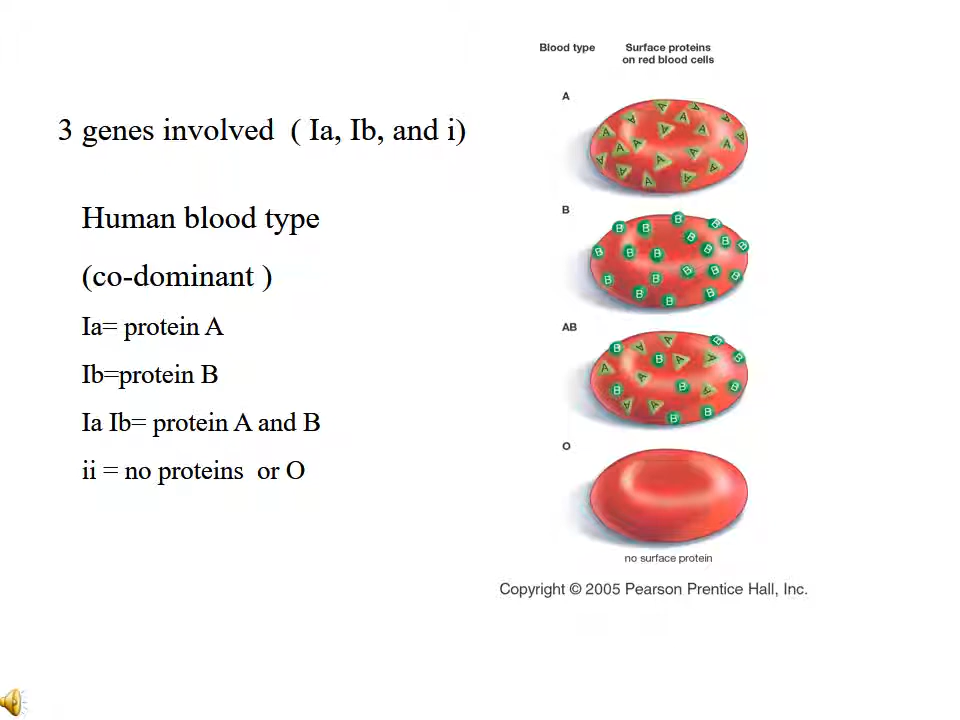 3 genes involved  ( Ia, Ib, and i)
Human blood type
(co-dominant )
Ia= protein A
Ib=protein B
Ia Ib= protein A and B
ii = no proteins  or O
Blood type
Surface proteins
on red blood cells
A
A A A A A A A A A A A A A A A A A A
B
B B B B B B B B B B B B B B B B B B B
AB
B A A B B A B A A A A B B A B A A B B
O
no surface protein
Copyright © 2005 Pearson Prentice Hall, Inc.